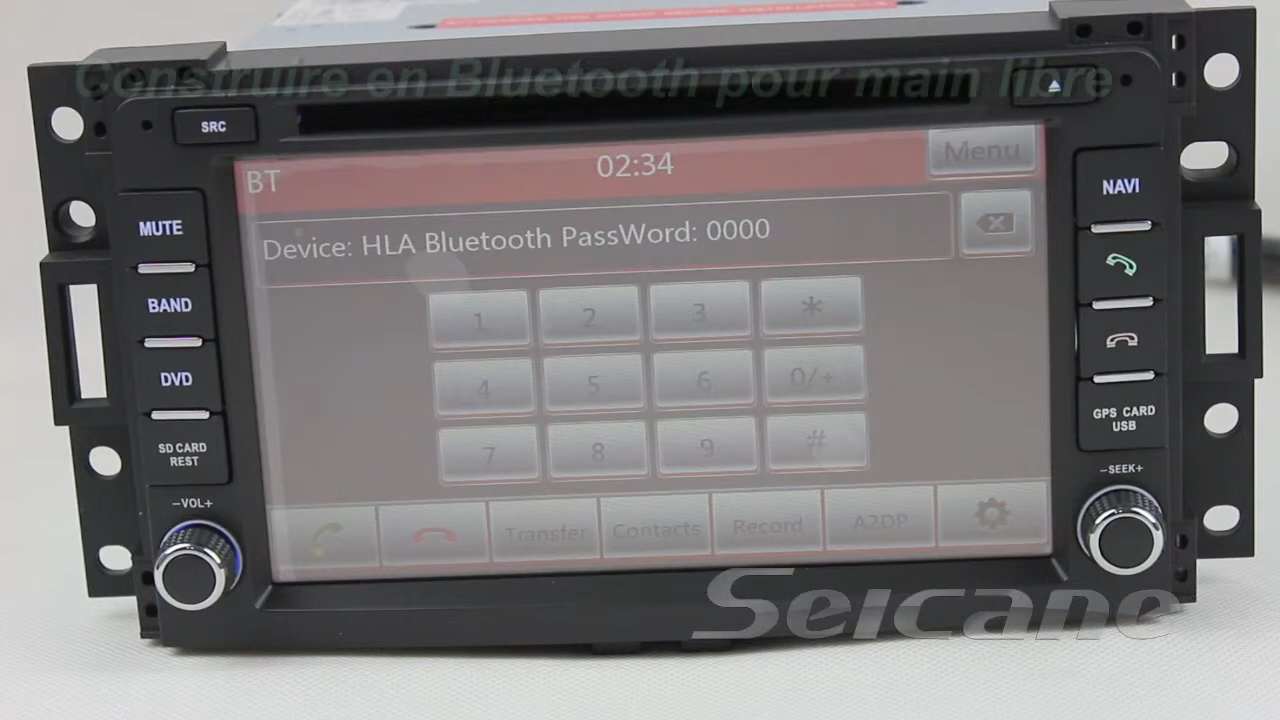 Construire en Bluetooth pour main libre
SRC
BT
02:34
Menu
Device: HLA Bluetooth PassWord: 0000
1 2 3 *
4 5 6 0/+
7 8 9 #
Transfer Contacts Record A2DP
MUTE
BAND
DVD
SD CARD
REST
–VOL+
NAVI
GPS CARD
USB
–SEEK+
Seicane